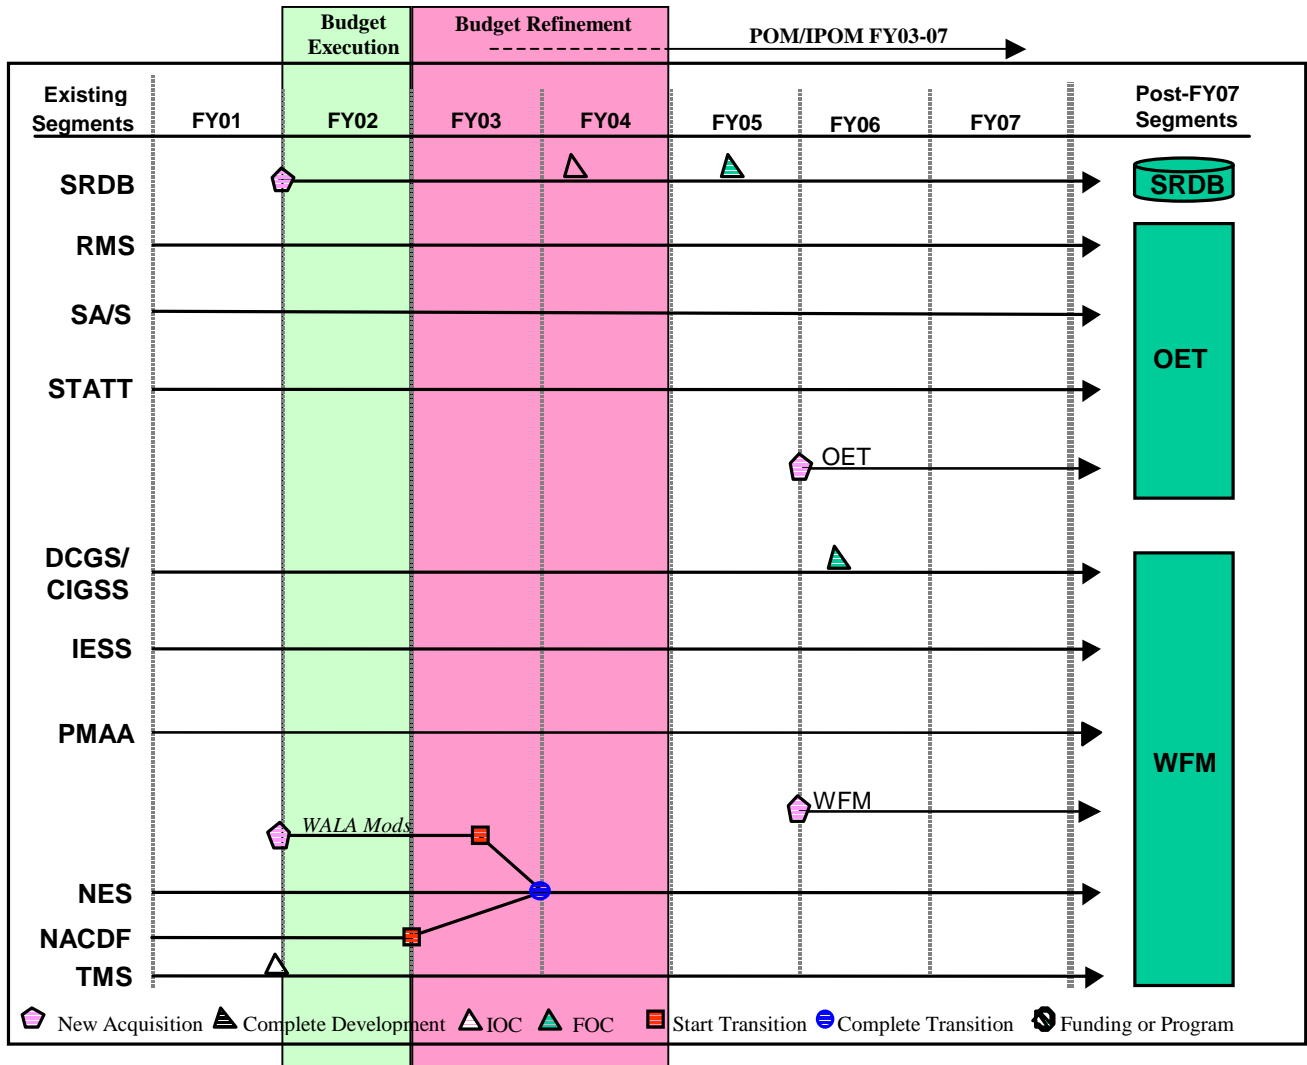 Budget
Execution
Budget Refinement
POM/IPOM FY03-07
Existing
Segments
FY01
FY02
FY03
FY04
FY05
FY06
FY07
Post-FY07
Segments
SRDB
SRDB
RMS
SA/S
OET
STATT
OET
DCGS/
CIGSS
IESS
PMAA
WFM
WFM
WALA Mods
NES
NACDF
TMS
New Acquisition
Complete Development
IOC
FOC
Start Transition
Complete Transition
Funding or Program